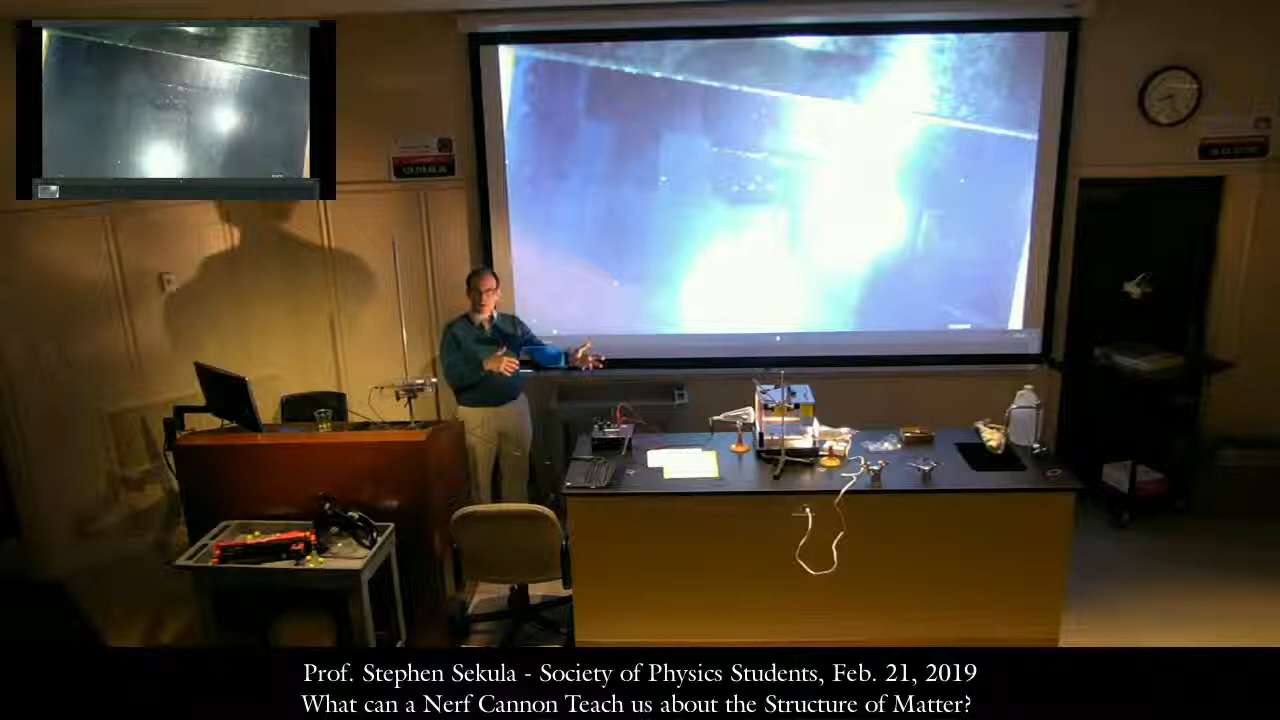 Prof. Stephen Sekula - Society of Physics Students, Feb. 21, 2019
What can a Nerf Cannon Teach us about the Structure of Matter?